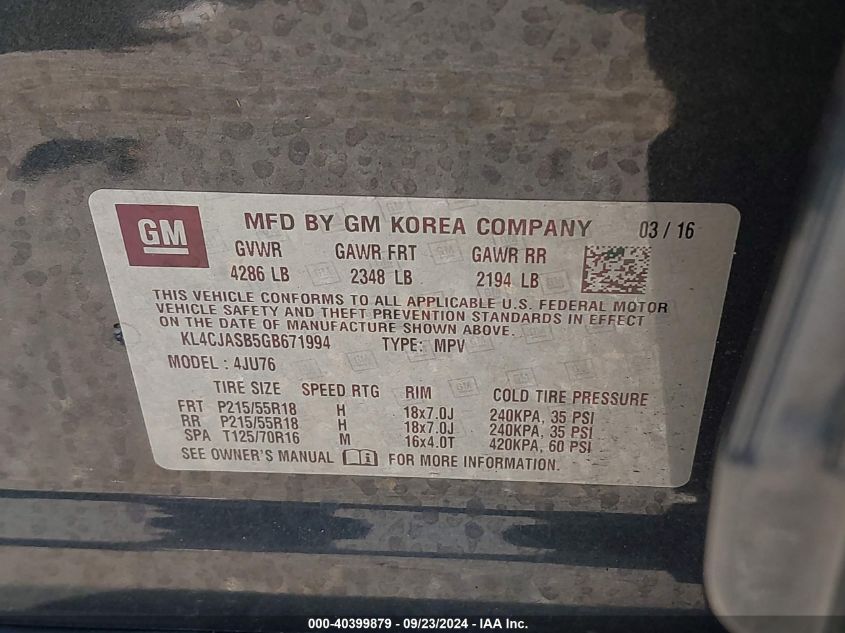 GM
MFD BY GM KOREA COMPANY 03 / 16
GVWR GAWR FRT GAWR RR
4286 LB 2348 LB 2194 LB
THIS VEHICLE CONFORMS TO ALL APPLICABLE U.S. FEDERAL MOTOR
VEHICLE SAFETY AND THEFT PREVENTION STANDARDS IN EFFECT
ON THE DATE OF MANUFACTURE SHOWN ABOVE.
KL4CJASB5GB671994 TYPE: MPV
MODEL : 4JU76
TIRE SIZE SPEED RTG RIM COLD TIRE PRESSURE
FRT P215/55R18 H 18x7.0J 240KPA, 35 PSI
RR P215/55R18 H 18x7.0J 240KPA, 35 PSI
SPA T125/70R16 M 16x4.0T 420KPA, 60 PSI
SEE OWNER'S MANUAL FOR MORE INFORMATION.
000-40399879 - 09/23/2024 - IAA Inc.